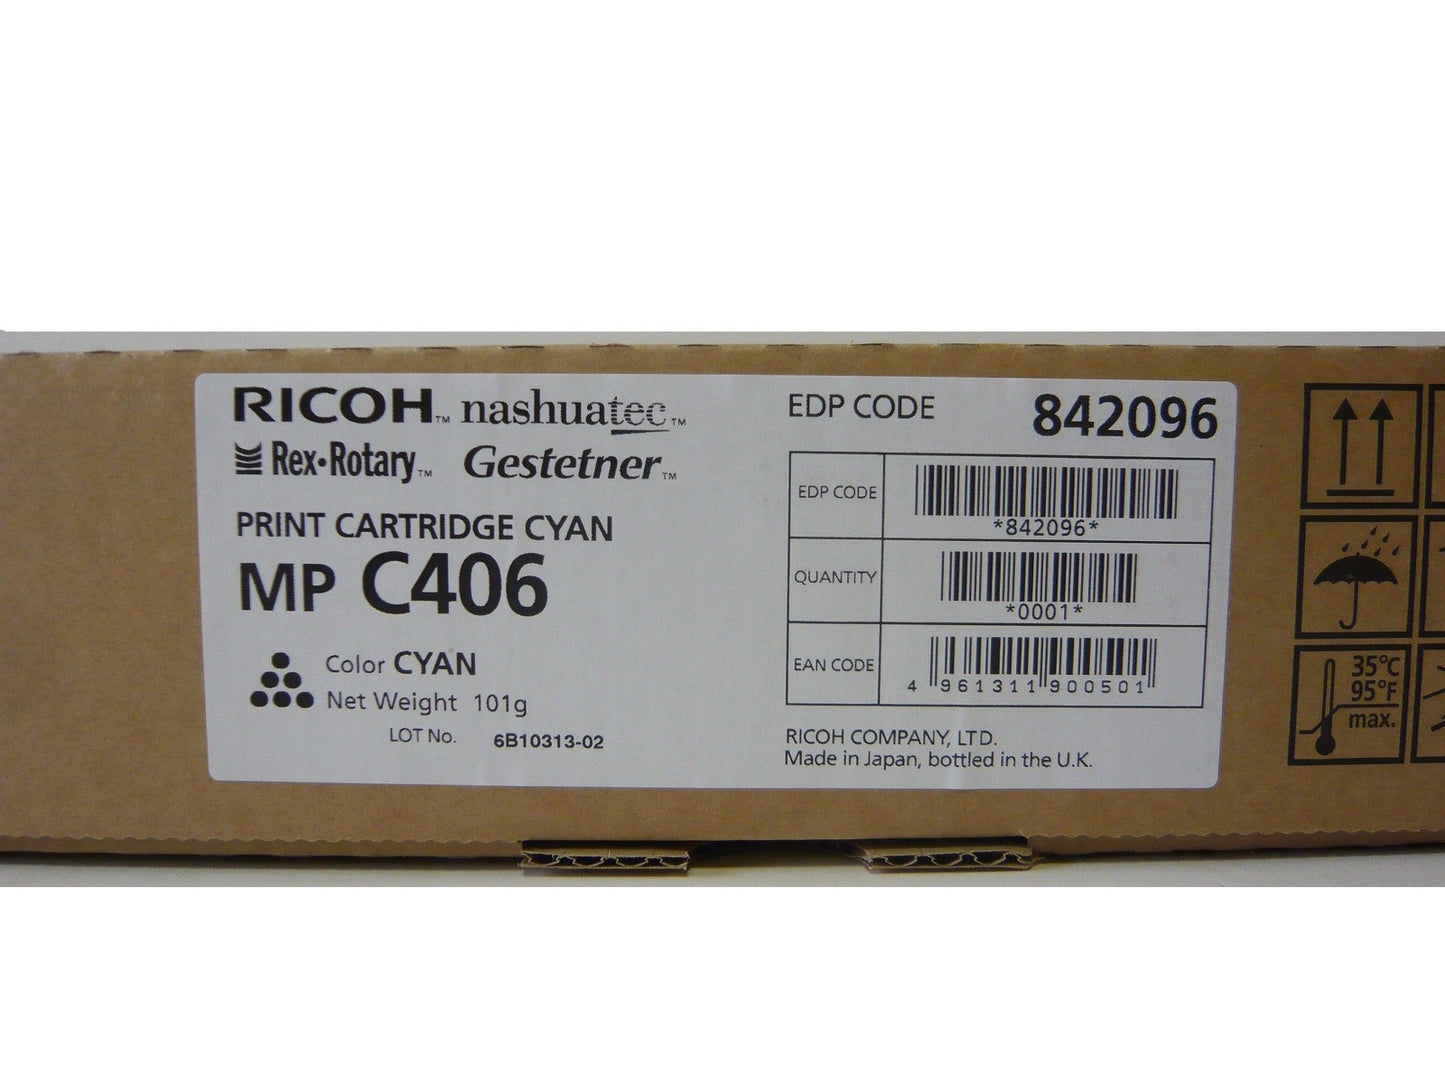 RICOH™ nashuatec™
Rex•Rotary™ Gestetner™
PRINT CARTRIDGE CYAN
MP C406
Color CYAN
Net Weight 101g
LOT No. 6B10313-02
EDP CODE 842096
EDP CODE
*842096*
QUANTITY
*0001*
EAN CODE
4 961311 900501
RICOH COMPANY, LTD.
Made in Japan, bottled in the U.K.
35°C
95°F
max.